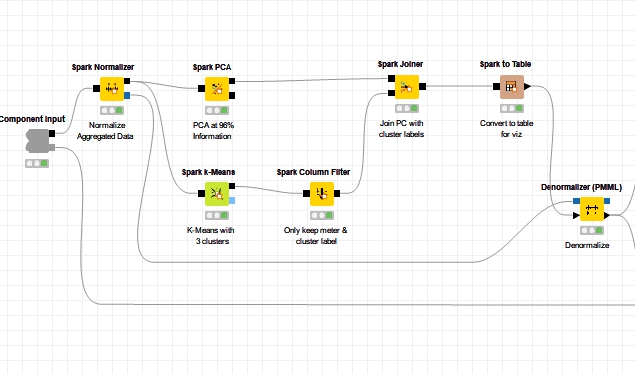 Spark Normalizer
Spark PCA
Spark Joiner
Spark to Table
Component Input
Normalize
Aggregated Data
PCA at 96%
Information
Join PC with
cluster labels
Convert to table
for viz
Spark k-Means
Spark Column Filter
Denormalizer (PMML)
K-Means with
3 clusters
Only keep meter &
cluster label
Denormalize